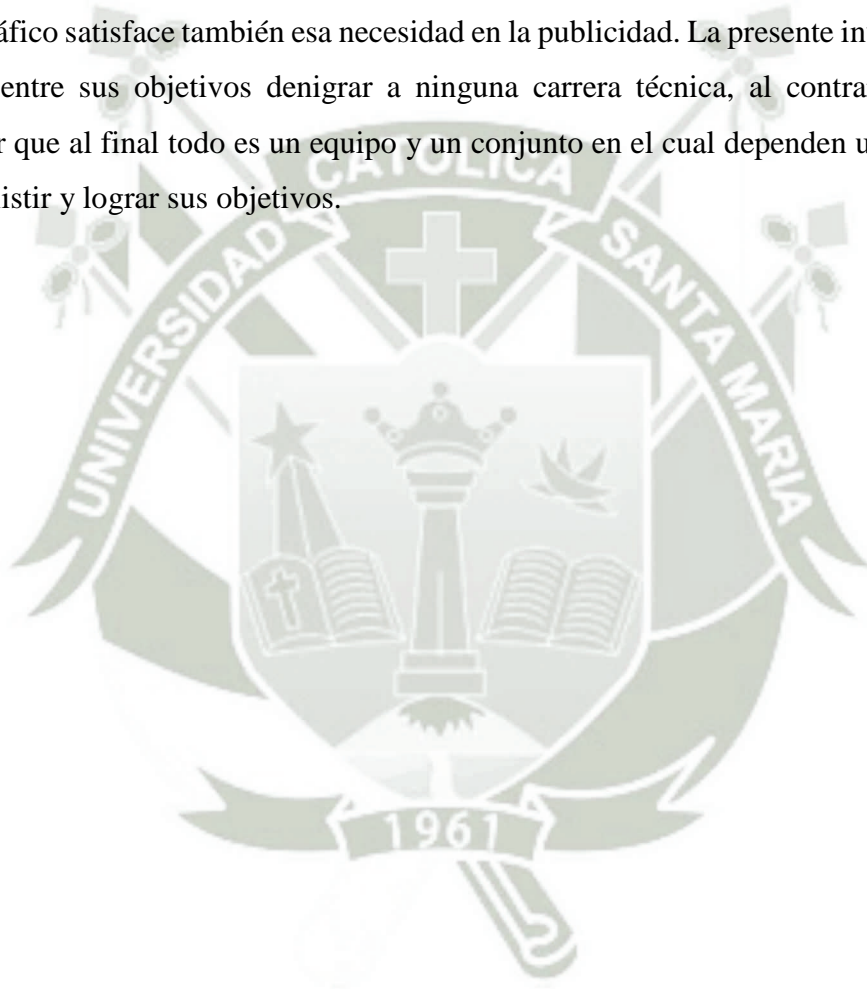 áfico satisface también esa necesidad en la publicidad. La presente in
entre sus objetivos denigrar a ninguna carrera técnica, al contra
r que al final todo es un equipo y un conjunto en el cual dependen u
istir y lograr sus objetivos.
UNIVERSIDAD CATOLICA SANTA MARIA
1961